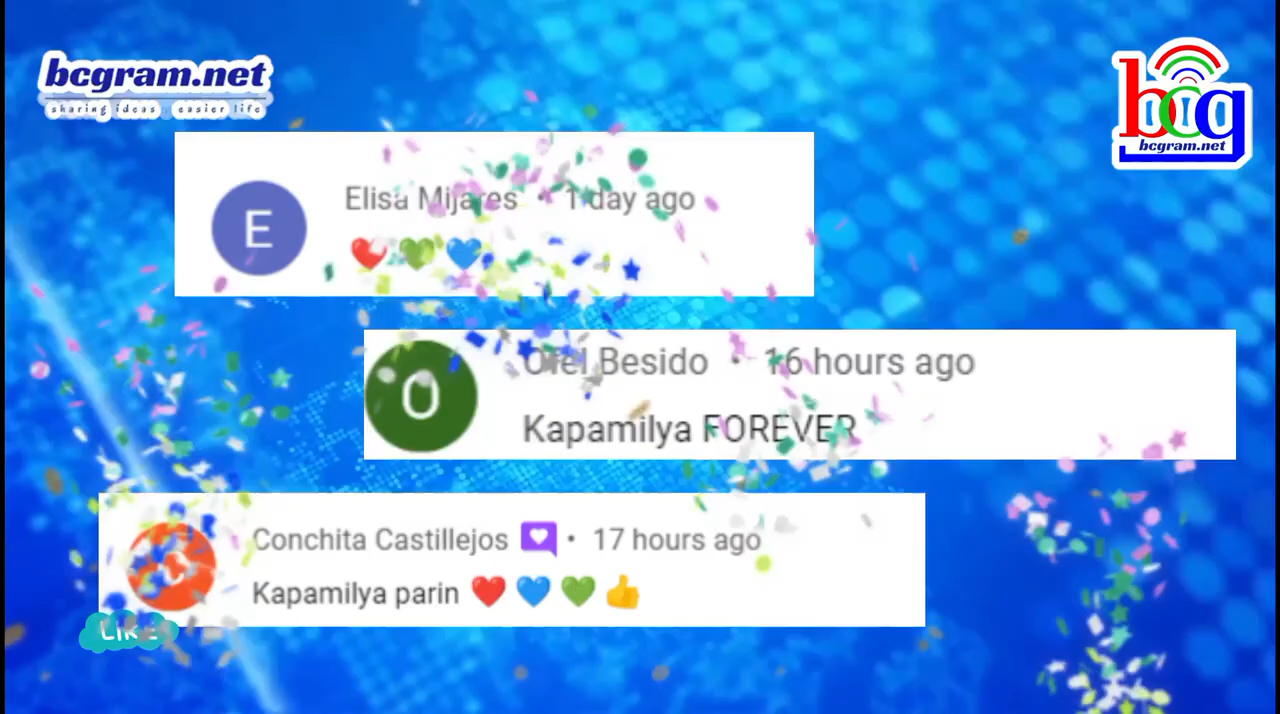 bcgram.net
sharing ideas easier life
bcg
bcgram.net
E
Elisa Mijares • 1 day ago
❤️💚💙
O
Ofel Besido • 16 hours ago
Kapamilya FOREVER
Conchita Castillejos • 17 hours ago
Kapamilya parin ❤️💙💚👍
LIKE